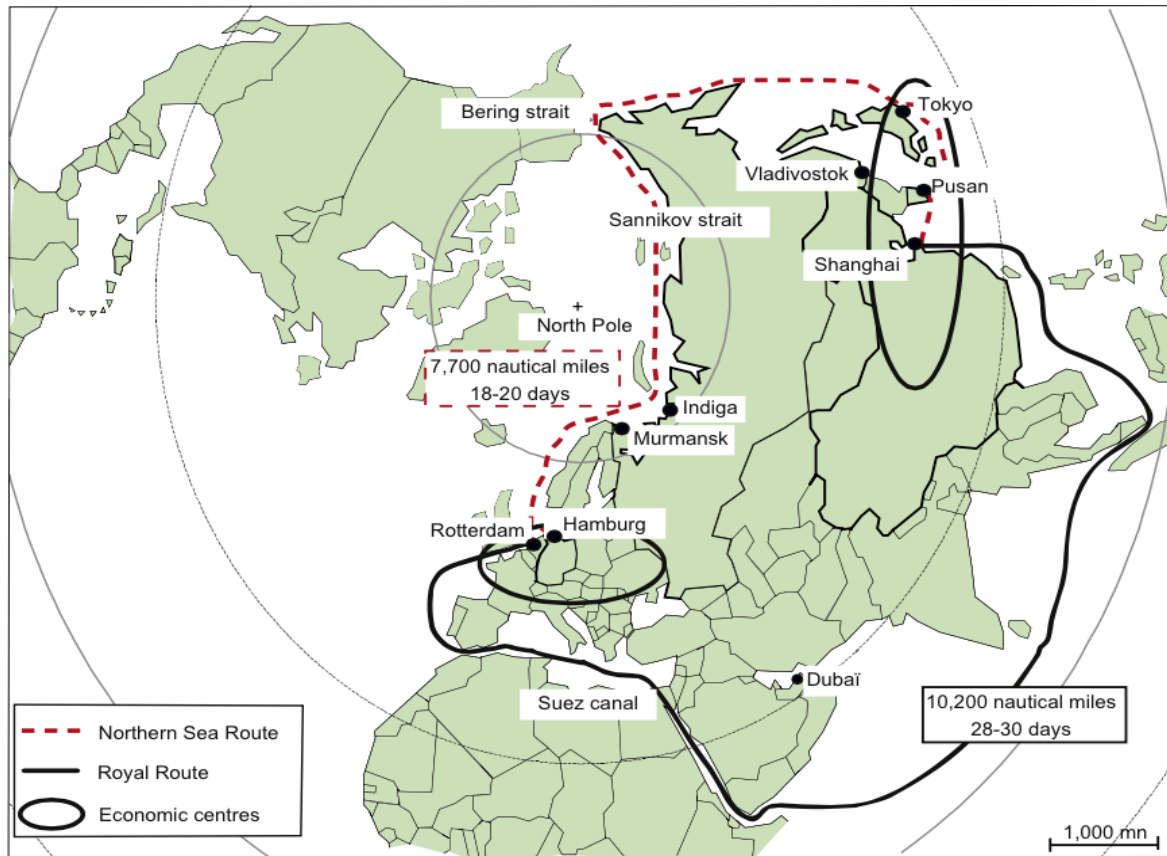 Bering strait
Tokyo
Vladivostok
Pusan
Sannikov strait
Shanghai
+
North Pole
7,700 nautical miles
18-20 days
Indiga
Murmansk
Rotterdam
Hamburg
Dubaï
Suez canal
10,200 nautical miles
28-30 days
Northern Sea Route
Royal Route
Economic centres
1,000 mn